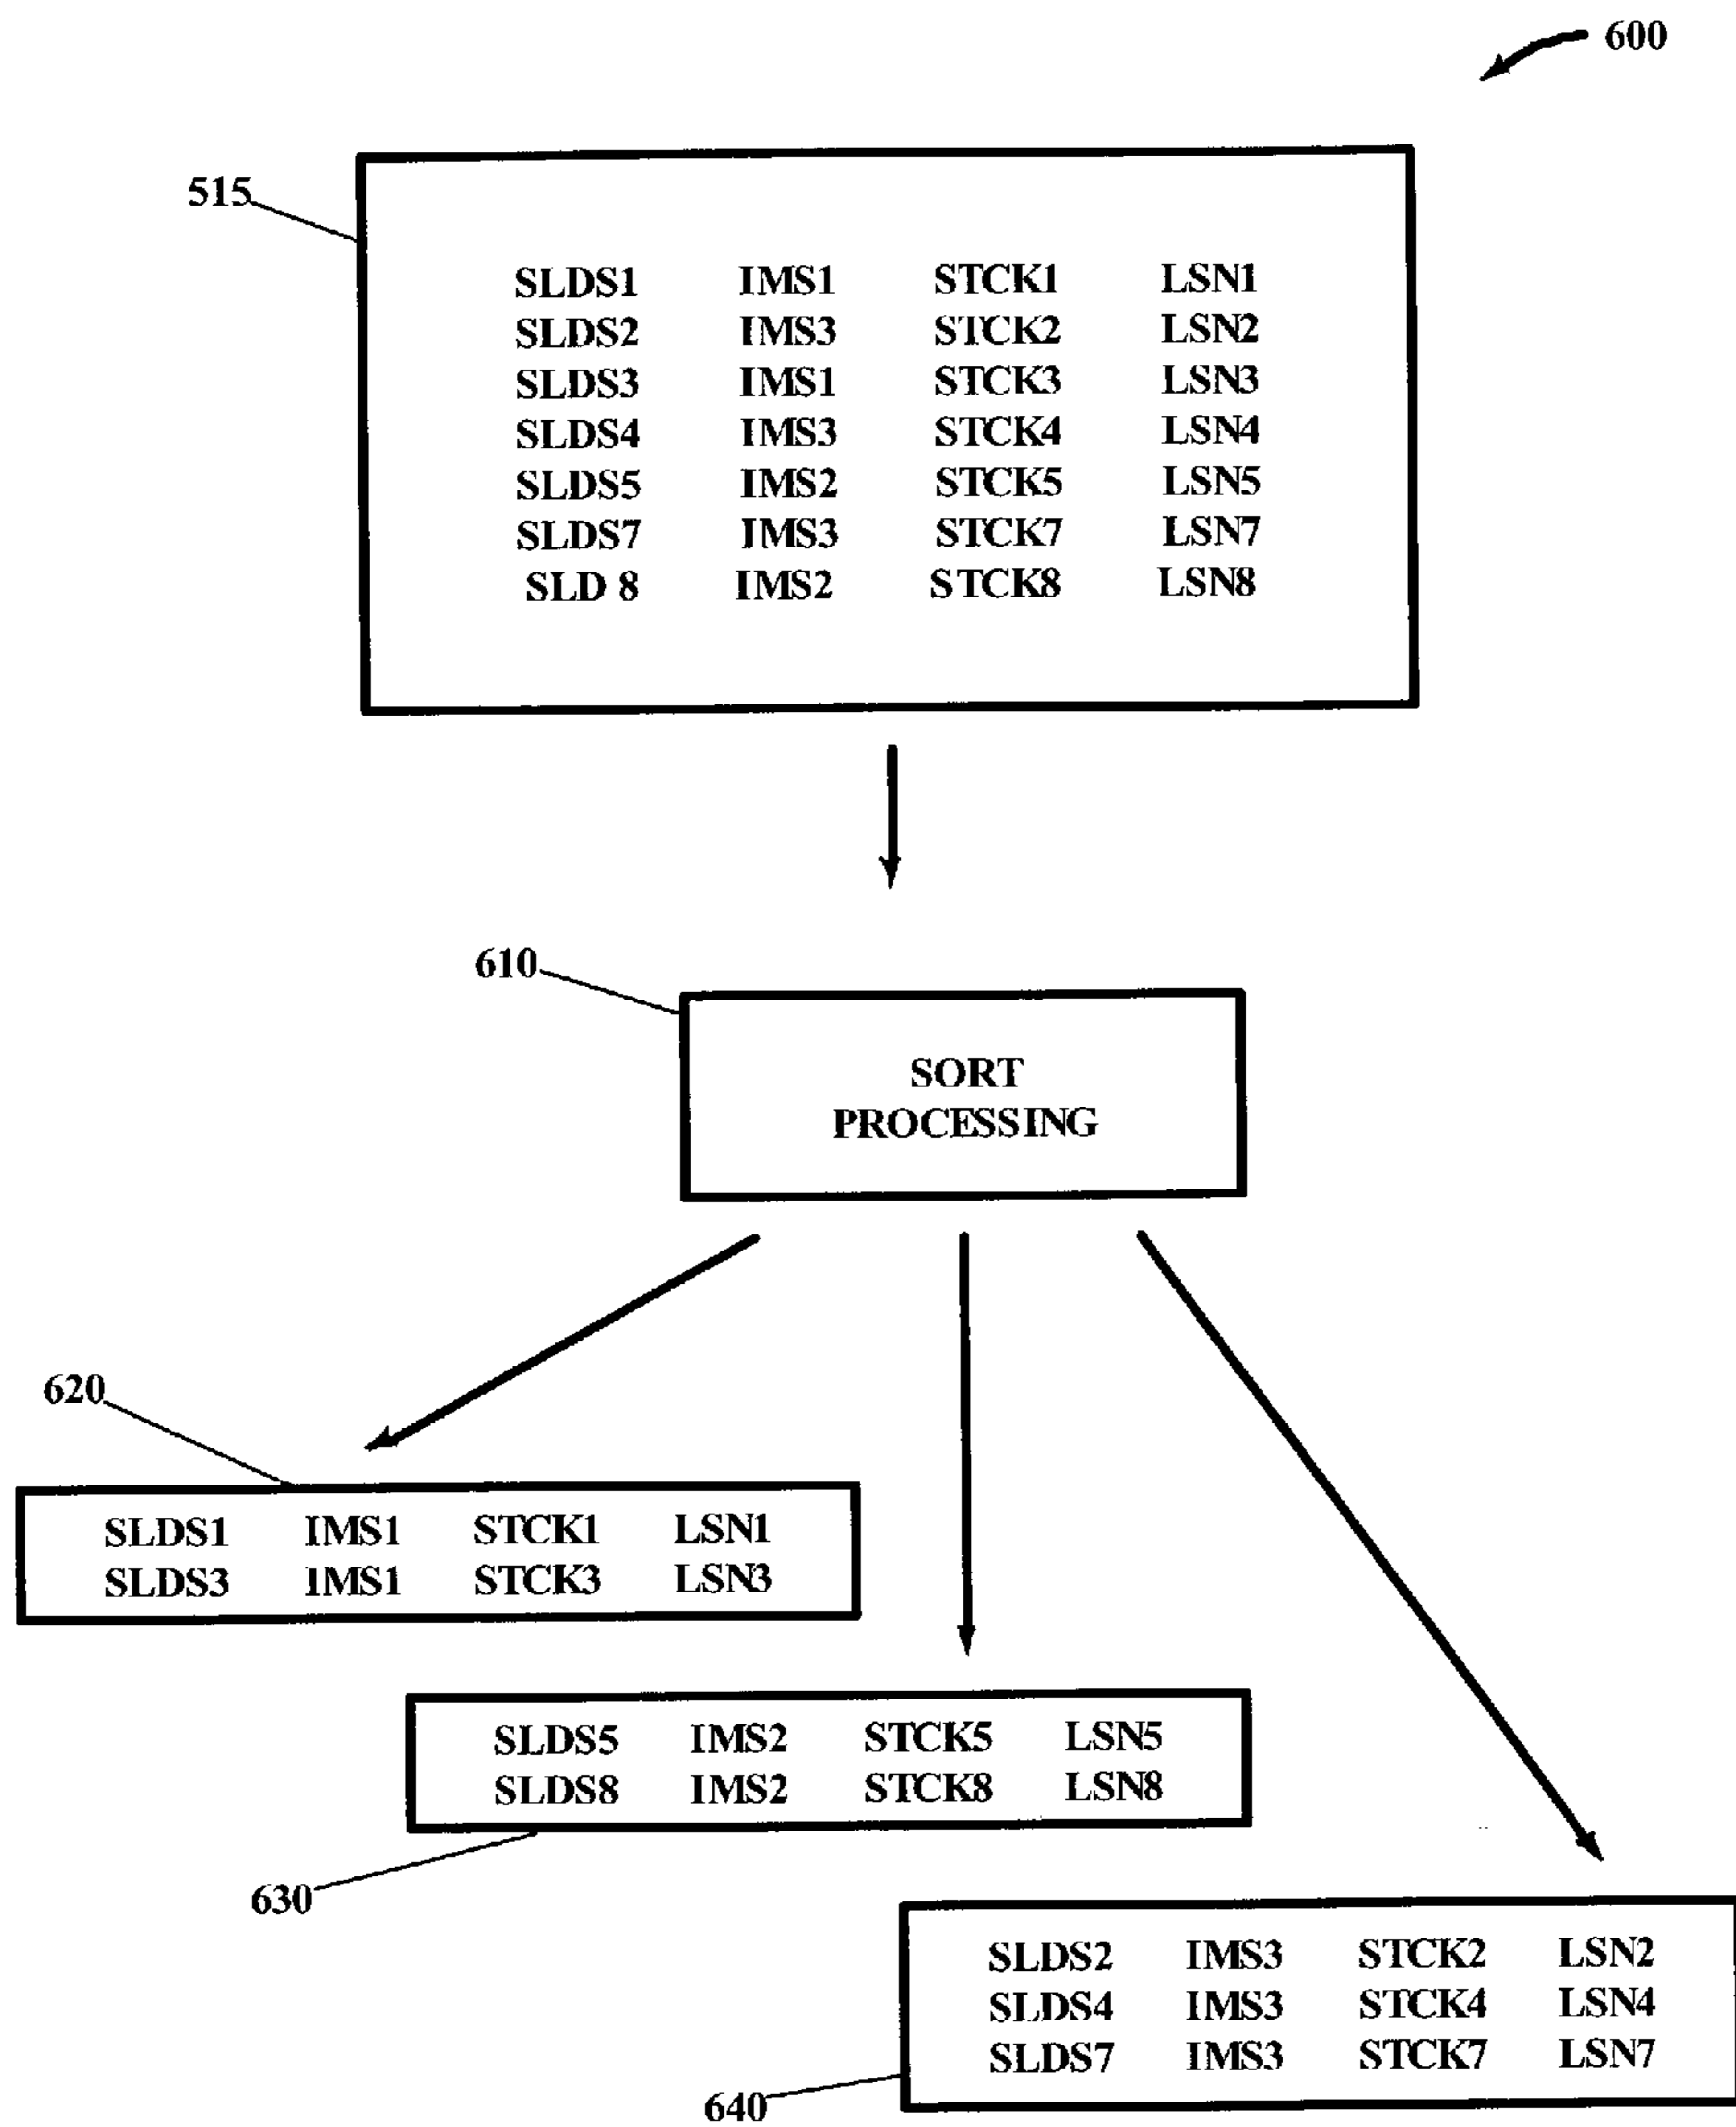 600
515
SLDS1 IMS1 STCK1 LSN1
SLDS2 IMS3 STCK2 LSN2
SLDS3 IMS1 STCK3 LSN3
SLDS4 IMS3 STCK4 LSN4
SLDS5 IMS2 STCK5 LSN5
SLDS7 IMS3 STCK7 LSN7
SLD 8 IMS2 STCK8 LSN8
610
SORT
PROCESSING
620
SLDS1 IMS1 STCK1 LSN1
SLDS3 IMS1 STCK3 LSN3
SLDS5 IMS2 STCK5 LSN5
SLDS8 IMS2 STCK8 LSN8
630
SLDS2 IMS3 STCK2 LSN2
SLDS4 IMS3 STCK4 LSN4
SLDS7 IMS3 STCK7 LSN7
640